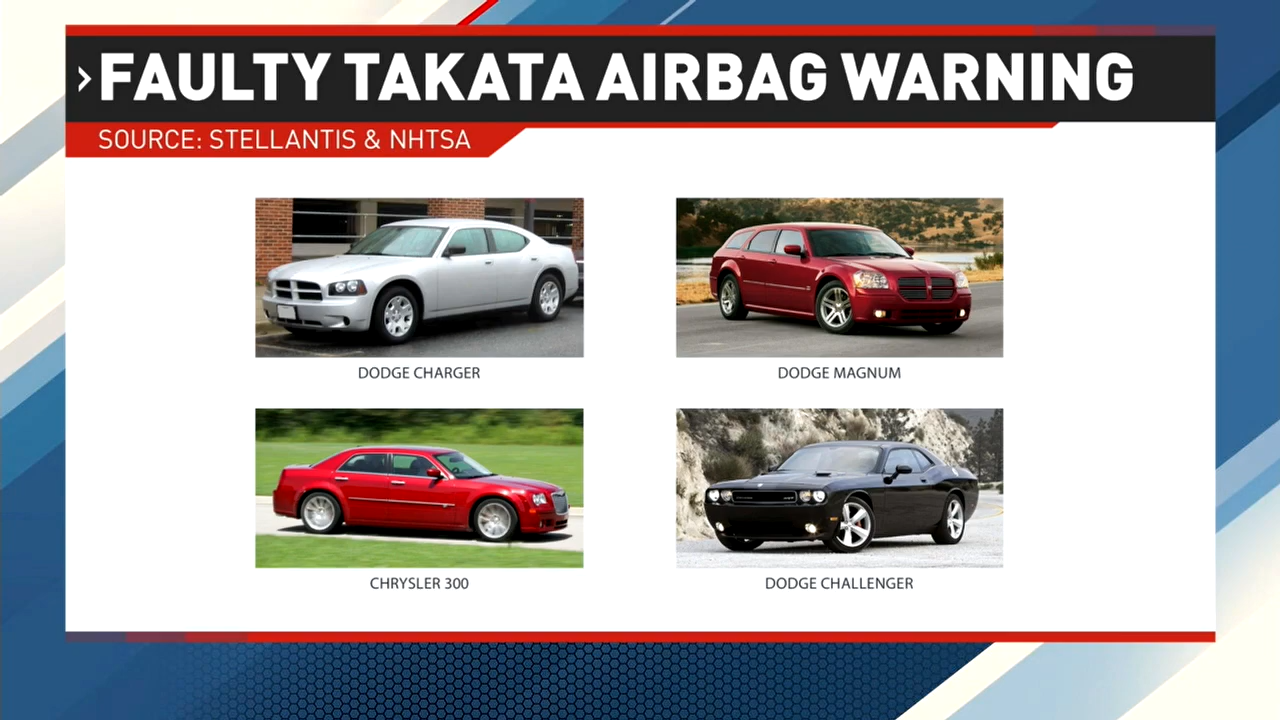 FAULTY TAKATA AIRBAG WARNING
SOURCE: STELLANTIS & NHTSA
DODGE CHARGER
DODGE MAGNUM
CHRYSLER 300
DODGE CHALLENGER